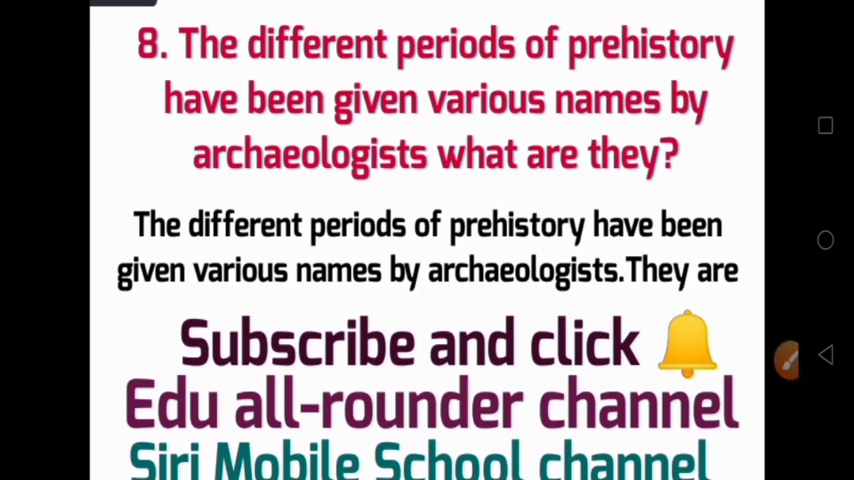 8. The different periods of prehistory
have been given various names by
archaeologists what are they?
The different periods of prehistory have been
given various names by archaeologists.They are
Subscribe and click
Edu all-rounder channel
Siri Mobile School channel